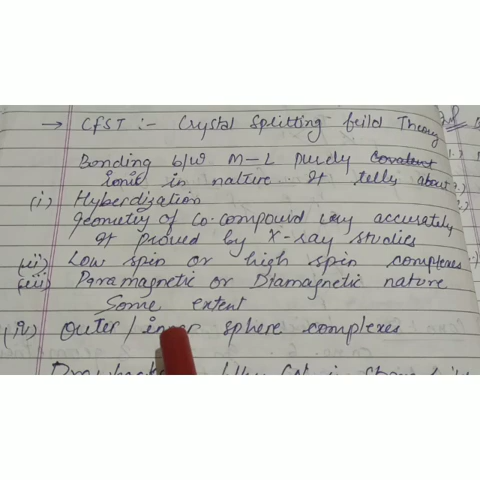 → CFST :- Crystal Splitting feild Theory
Bonding b/w M-L purely Covalent
ionic in nature. It tells about
(i) Hyberdization
geometry of Co-compound very accurately
It proved by X-ray studies
(ii) Low spin or high spin complexes
(iii) Paramagnetic or Diamagnetic nature
Some extent
(iv) Outer / inner sphere complexes